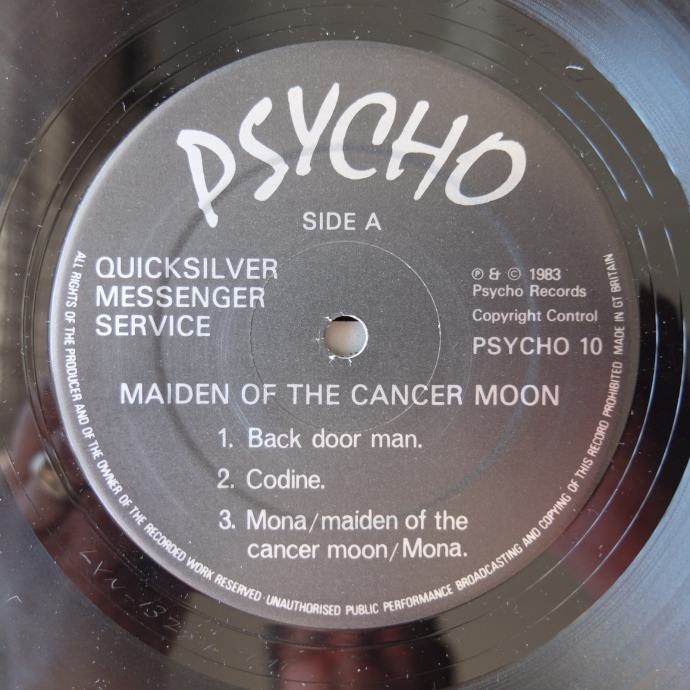 PSYCHO
SIDE A
QUICKSILVER
MESSENGER
SERVICE
℗ & © 1983
Psycho Records
Copyright Control
PSYCHO 10
MAIDEN OF THE CANCER MOON
1. Back door man.
2. Codine.
3. Mona/maiden of the
cancer moon/Mona.
ALL RIGHTS OF THE PRODUCER AND OF THE OWNER OF THE RECORDED WORK RESERVED · UNAUTHORISED PUBLIC PERFORMANCE BROADCASTING AND COPYING OF THIS RECORD PROHIBITED MADE IN GT BRITAIN